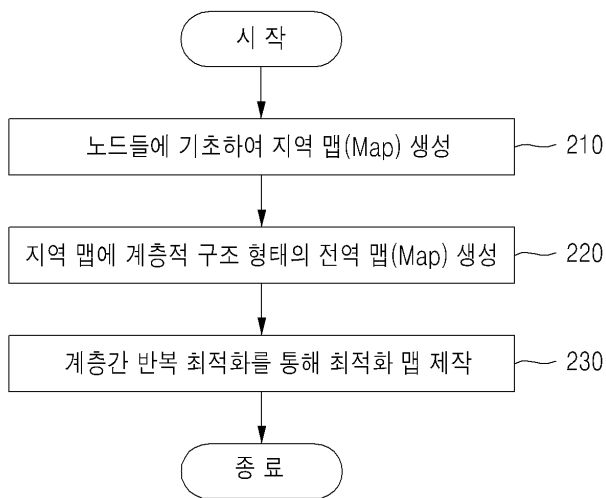 시 작
노드들에 기초하여 지역 맵(Map) 생성
210
지역 맵에 계층적 구조 형태의 전역 맵(Map) 생성
220
계층간 반복 최적화를 통해 최적화 맵 제작
230
종 료